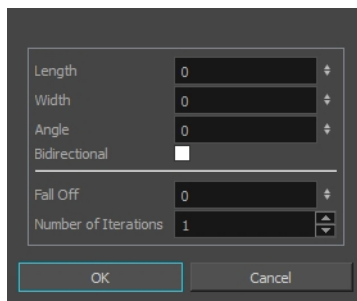 Length 0
Width 0
Angle 0
Bidirectional
Fall Off 0
Number of Iterations 1
OK Cancel